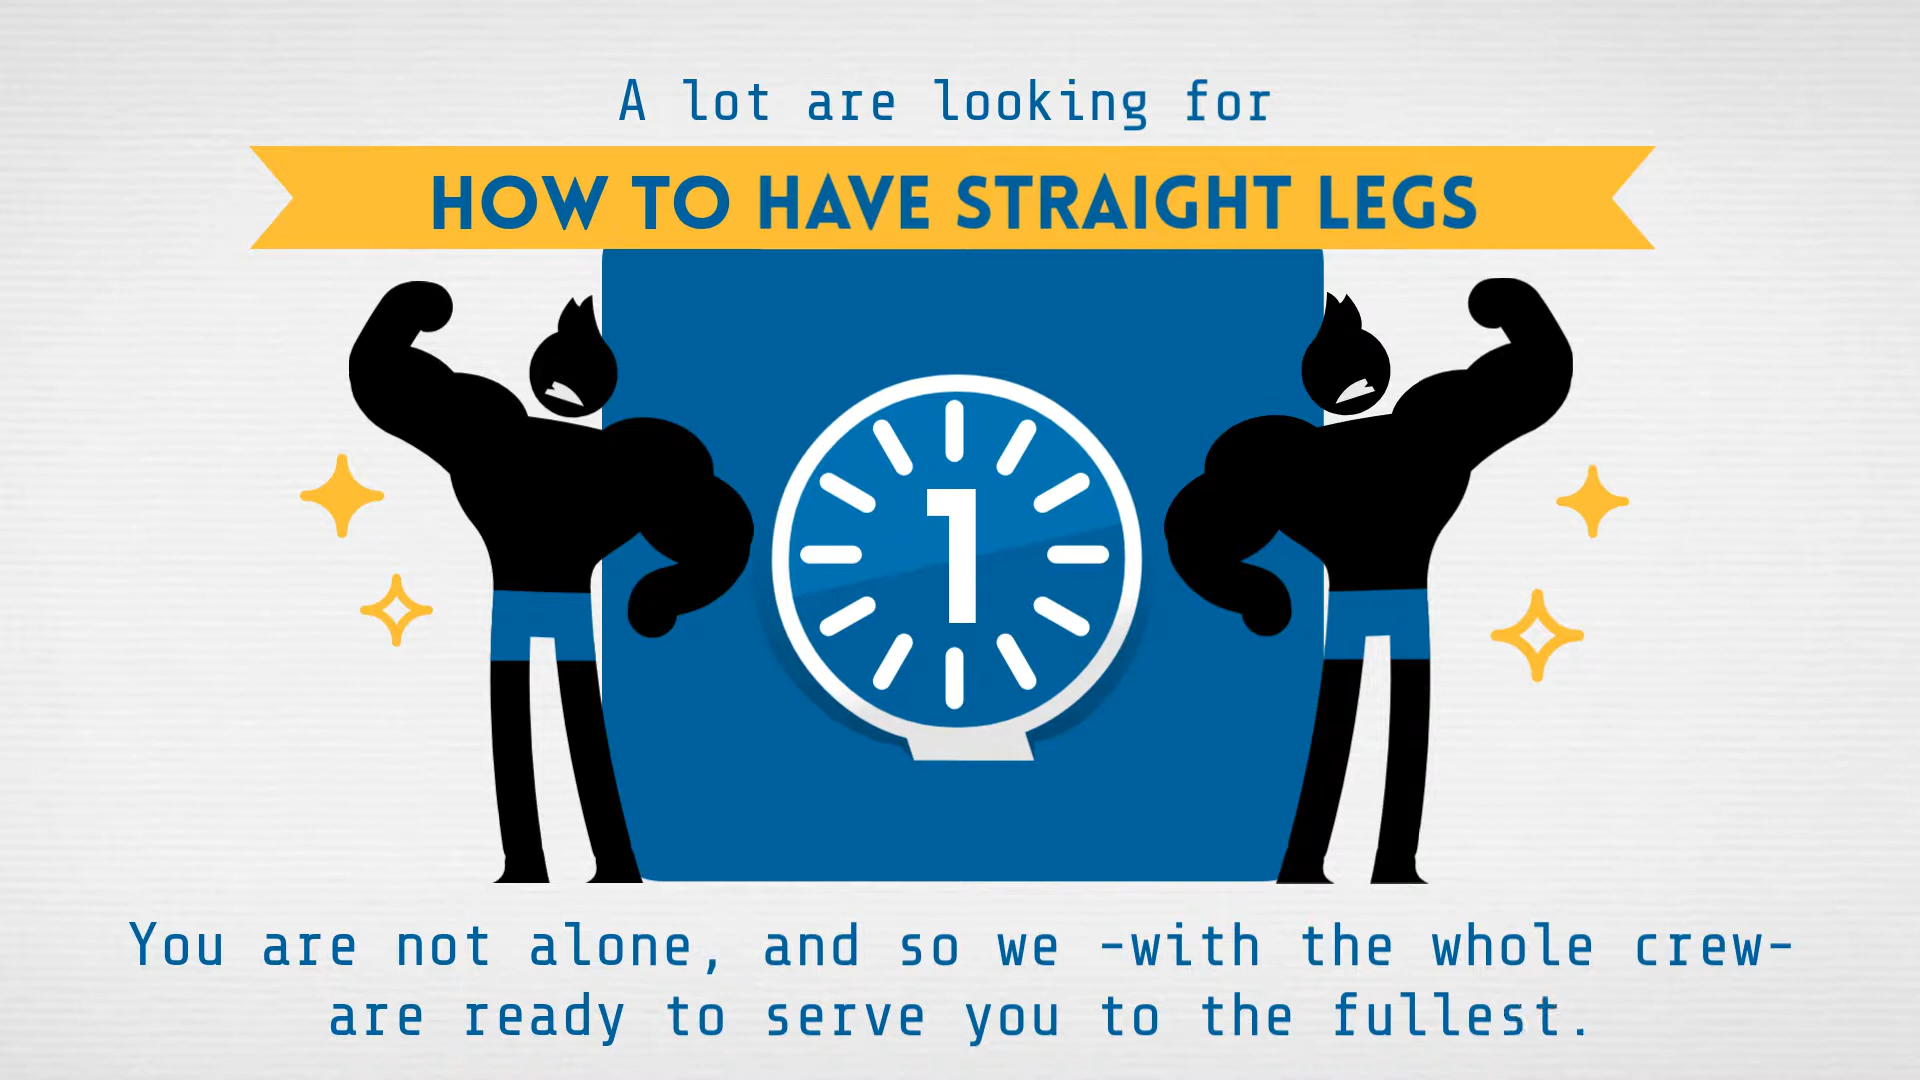 A lot are looking for
HOW TO HAVE STRAIGHT LEGS
1
You are not alone, and so we -with the whole crew-
are ready to serve you to the fullest.